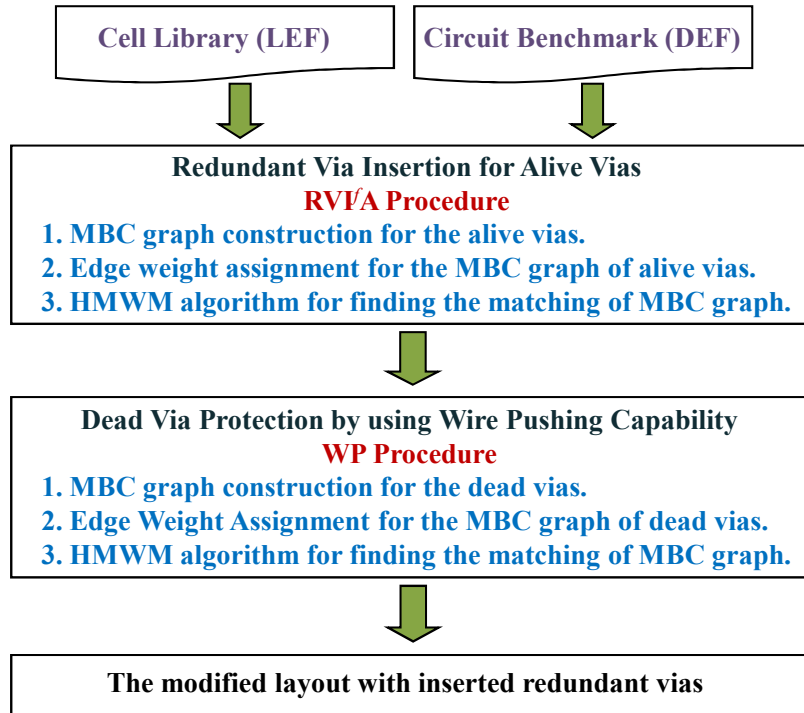 Cell Library (LEF)
Circuit Benchmark (DEF)
Redundant Via Insertion for Alive Vias
RVI/A Procedure
1. MBC graph construction for the alive vias.
2. Edge weight assignment for the MBC graph of alive vias.
3. HMWM algorithm for finding the matching of MBC graph.
Dead Via Protection by using Wire Pushing Capability
WP Procedure
1. MBC graph construction for the dead vias.
2. Edge Weight Assignment for the MBC graph of dead vias.
3. HMWM algorithm for finding the matching of MBC graph.
The modified layout with inserted redundant vias